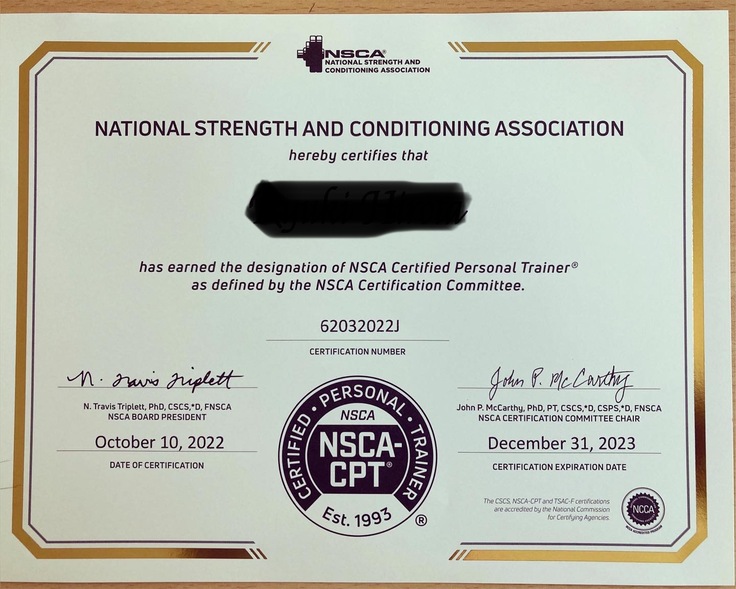 NSCA®
NATIONAL STRENGTH AND
CONDITIONING ASSOCIATION
NATIONAL STRENGTH AND CONDITIONING ASSOCIATION
hereby certifies that
has earned the designation of NSCA Certified Personal Trainer®
as defined by the NSCA Certification Committee.
62032022J
CERTIFICATION NUMBER
N. Travis Triplett
N. Travis Triplett, PhD, CSCS,*D, FNSCA
NSCA BOARD PRESIDENT
October 10, 2022
DATE OF CERTIFICATION
CERTIFIED • PERSONAL • TRAINER
NSCA
NSCA-
CPT®
Est. 1993
®
John P. McCarthy
John P. McCarthy, PhD, PT, CSCS,*D, CSPS,*D, FNSCA
NSCA CERTIFICATION COMMITTEE CHAIR
December 31, 2023
CERTIFICATION EXPIRATION DATE
The CSCS, NSCA-CPT and TSAC-F certifications
are accredited by the National Commission
for Certifying Agencies.
NCCA